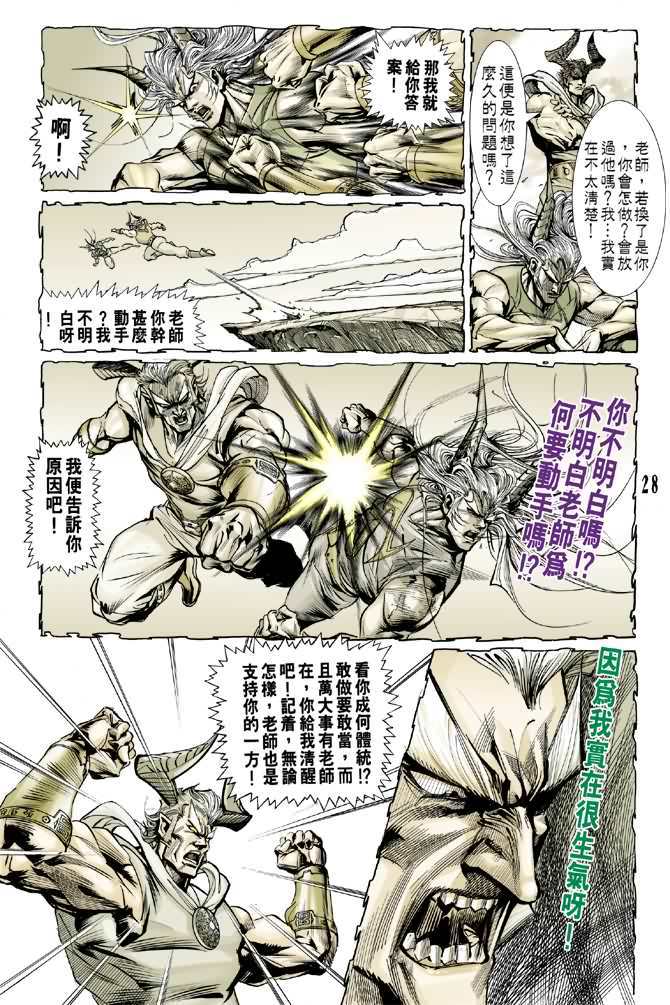 老師，若換了是你
，你會怎做？會放
過他嗎？我…我實
在不太清楚！
這便是你想了這
麼久的問題嗎？
那我就
給你答
案！
啊！
老師你幹甚麼動手？我不明白呀！
你不明白嗎!?
不明白老師為
何要動手嗎!?
我便告訴你
原因吧！
28
因為我實在很生氣呀！
看你成何體統!?
敢做要敢當，而
且萬大事有老師
在，你給我清醒
吧！記着，無論
怎樣，老師也是
支持你的一方！